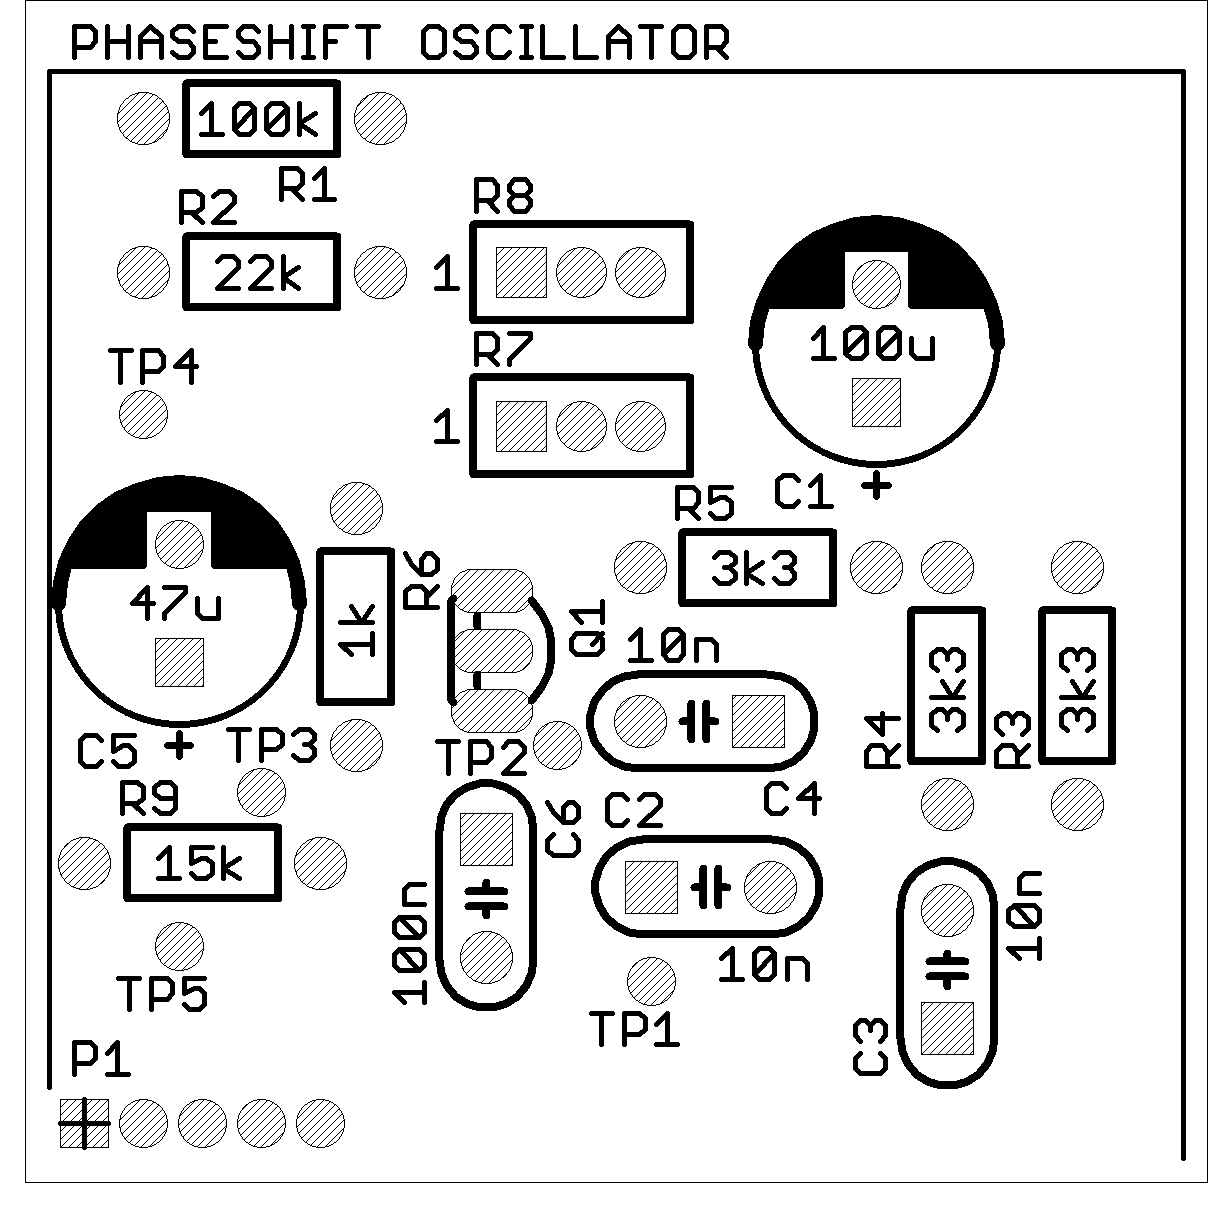 PHASESHIFT OSCILLATOR
100k
R1
R2
22k
R8
1
R7
1
100u
C1 +
TP4
47u
C5 +
R6
1k
R5
3k3
Q1
10n
C4
R4
3k3
R3
3k3
TP3
TP2
R9
15k
C6
100n
C2
10n
TP5
TP1
10n
C3
P1
+